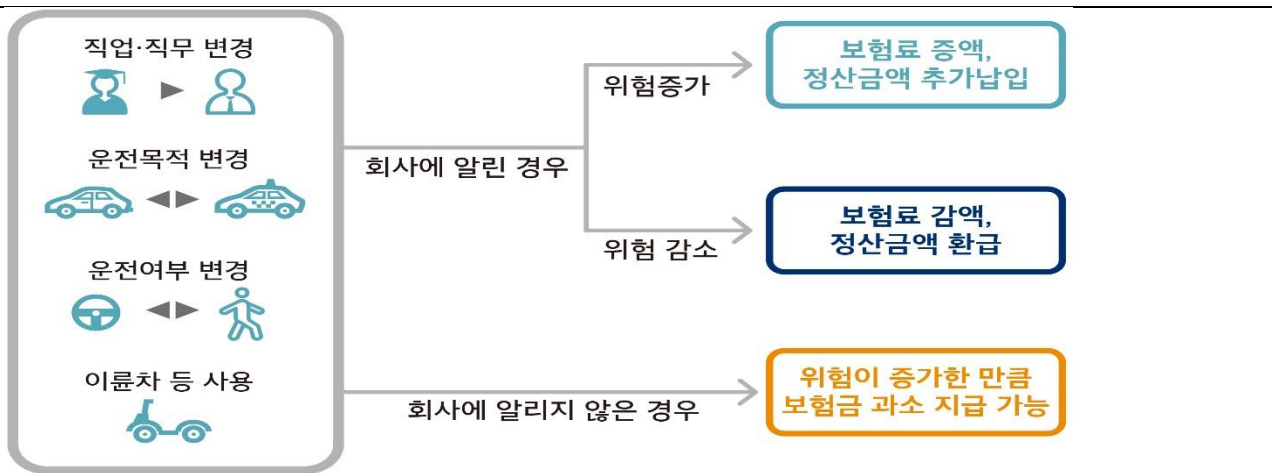 직업·직무 변경
운전목적 변경
운전여부 변경
이륜차 등 사용
회사에 알린 경우
위험증가
보험료 증액,
정산금액 추가납입
위험 감소
보험료 감액,
정산금액 환급
회사에 알리지 않은 경우
위험이 증가한 만큼
보험금 과소 지급 가능